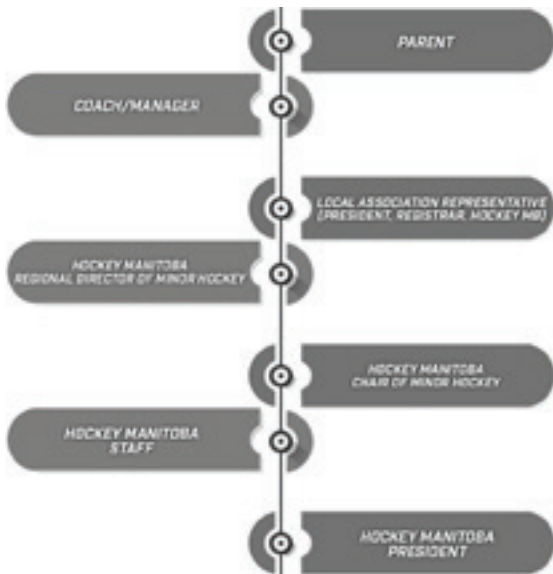 PARENT
COACH/MANAGER
LOCAL ASSOCIATION REPRESENTATIVE
(PRESIDENT, REGISTRAR, HOCKEY MB)
HOCKEY MANITOBA
REGIONAL DIRECTOR OF MINOR HOCKEY
HOCKEY MANITOBA
CHAIR OF MINOR HOCKEY
HOCKEY MANITOBA
STAFF
HOCKEY MANITOBA
PRESIDENT